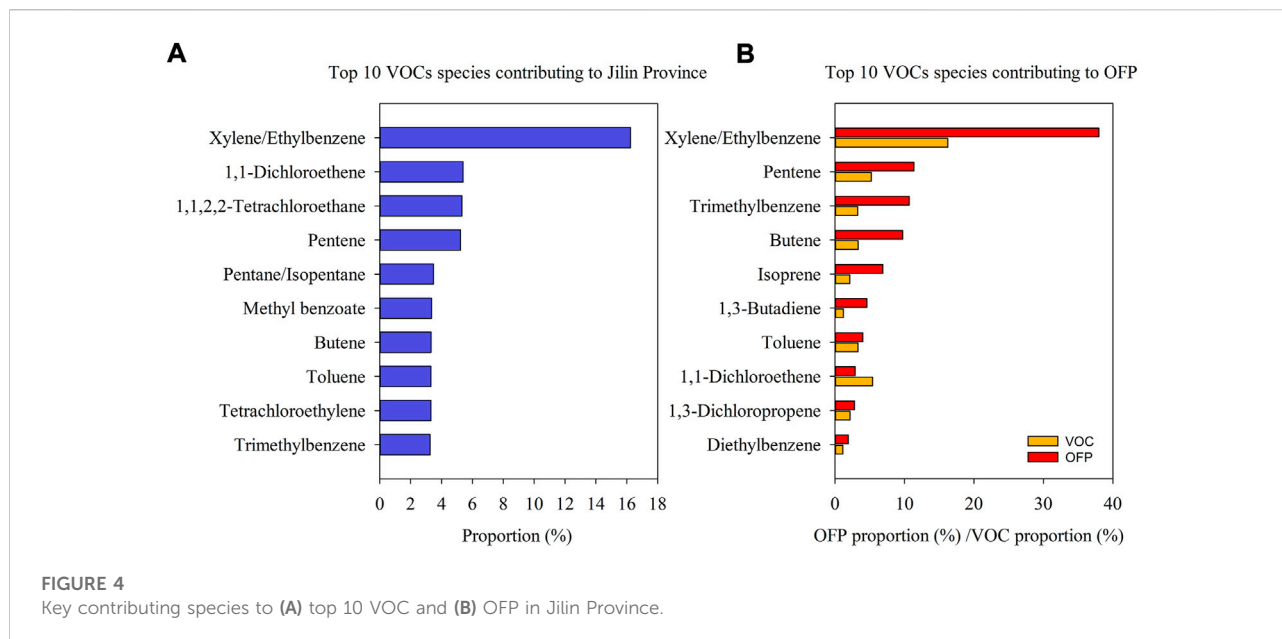 A
Top 10 VOCs species contributing to Jilin Province
Xylene/Ethylbenzene
1,1-Dichloroethene
1,1,2,2-Tetrachloroethane
Pentene
Pentane/Isopentane
Methyl benzoate
Butene
Toluene
Tetrachloroethylene
Trimethylbenzene
0 2 4 6 8 10 12 14 16 18
Proportion (%)
B
Top 10 VOCs species contributing to OFP
Xylene/Ethylbenzene
Pentene
Trimethylbenzene
Butene
Isoprene
1,3-Butadiene
Toluene
1,1-Dichloroethene
1,3-Dichloropropene
Diethylbenzene
VOC
OFP
0 10 20 30 40
OFP proportion (%) /VOC proportion (%)
FIGURE 4
Key contributing species to (A) top 10 VOC and (B) OFP in Jilin Province.